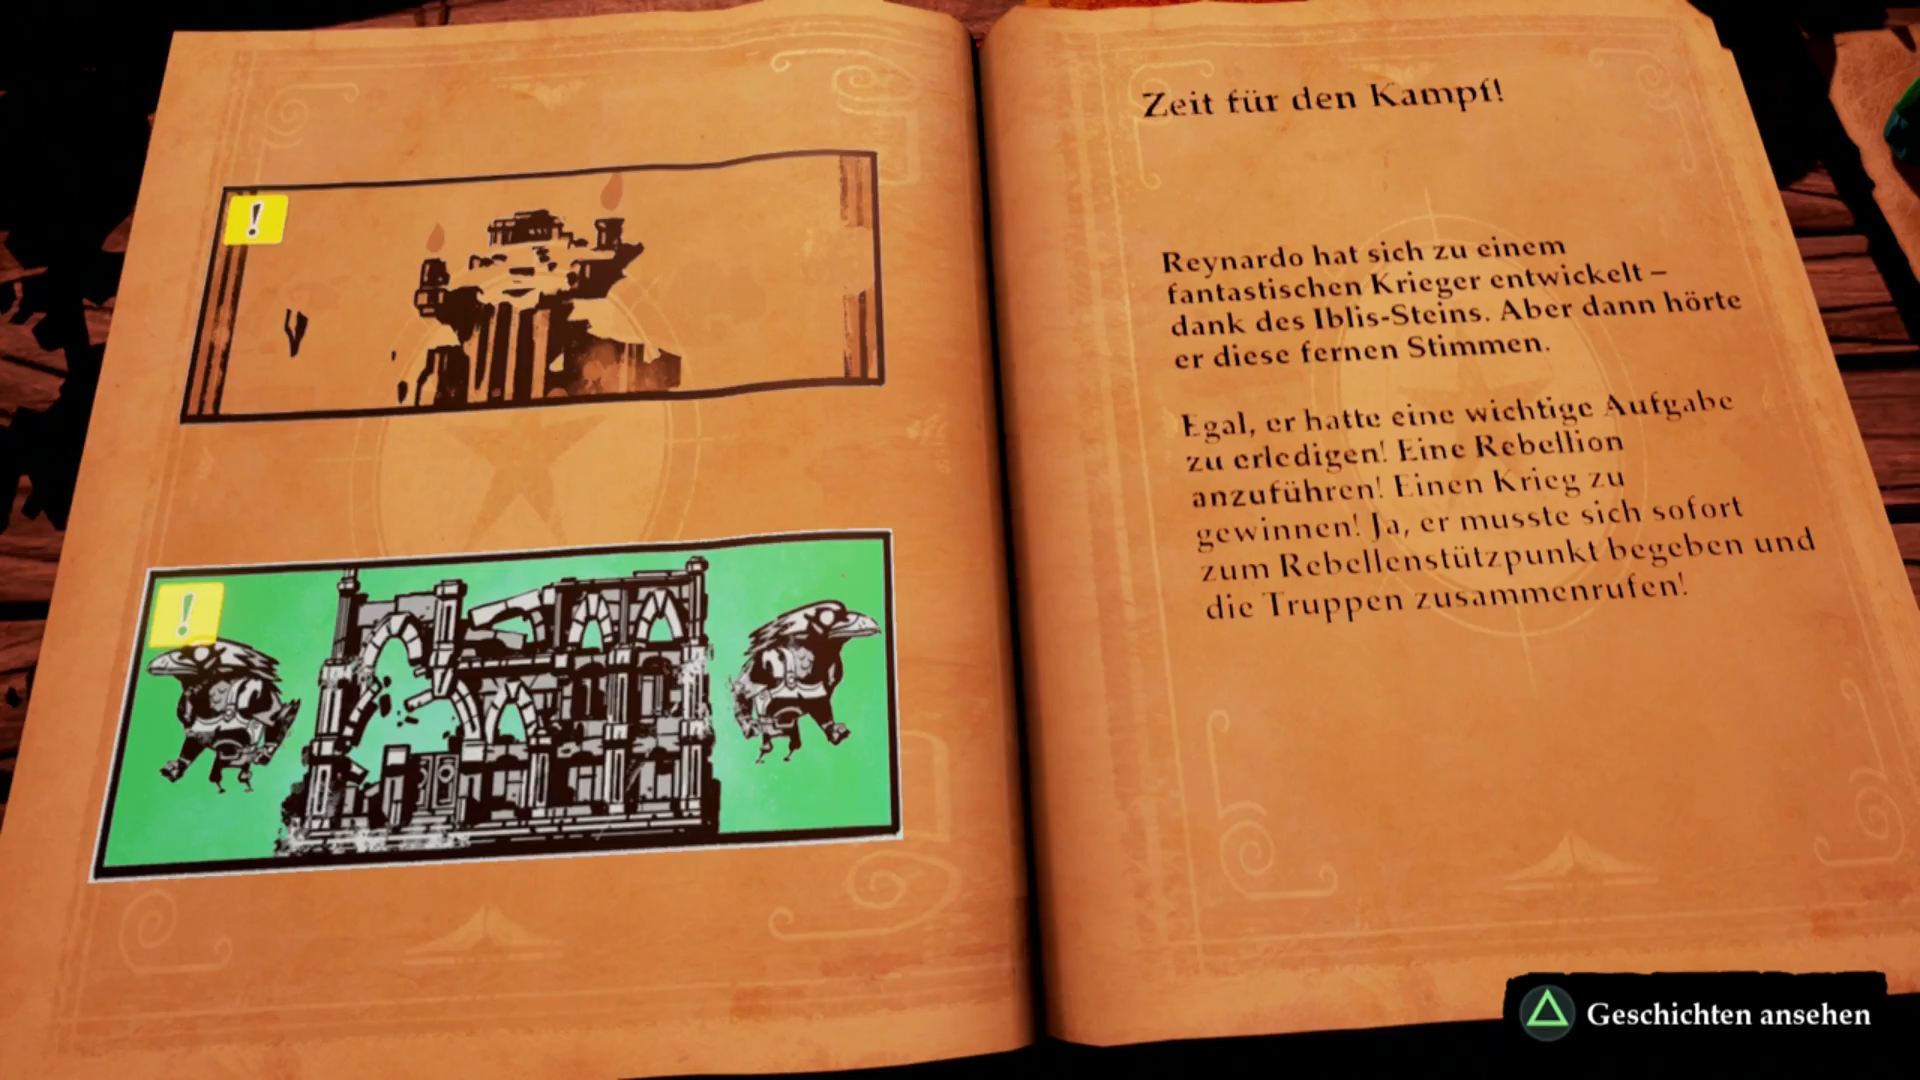 !
!
Zeit für den Kampf!
Reynardo hat sich zu einem
fantastischen Krieger entwickelt –
dank des Iblis-Steins. Aber dann hörte
er diese fernen Stimmen.
Egal, er hatte eine wichtige Aufgabe
zu erledigen! Eine Rebellion
anzuführen! Einen Krieg zu
gewinnen! Ja, er musste sich sofort
zum Rebellenstützpunkt begeben und
die Truppen zusammenrufen!
Geschichten ansehen